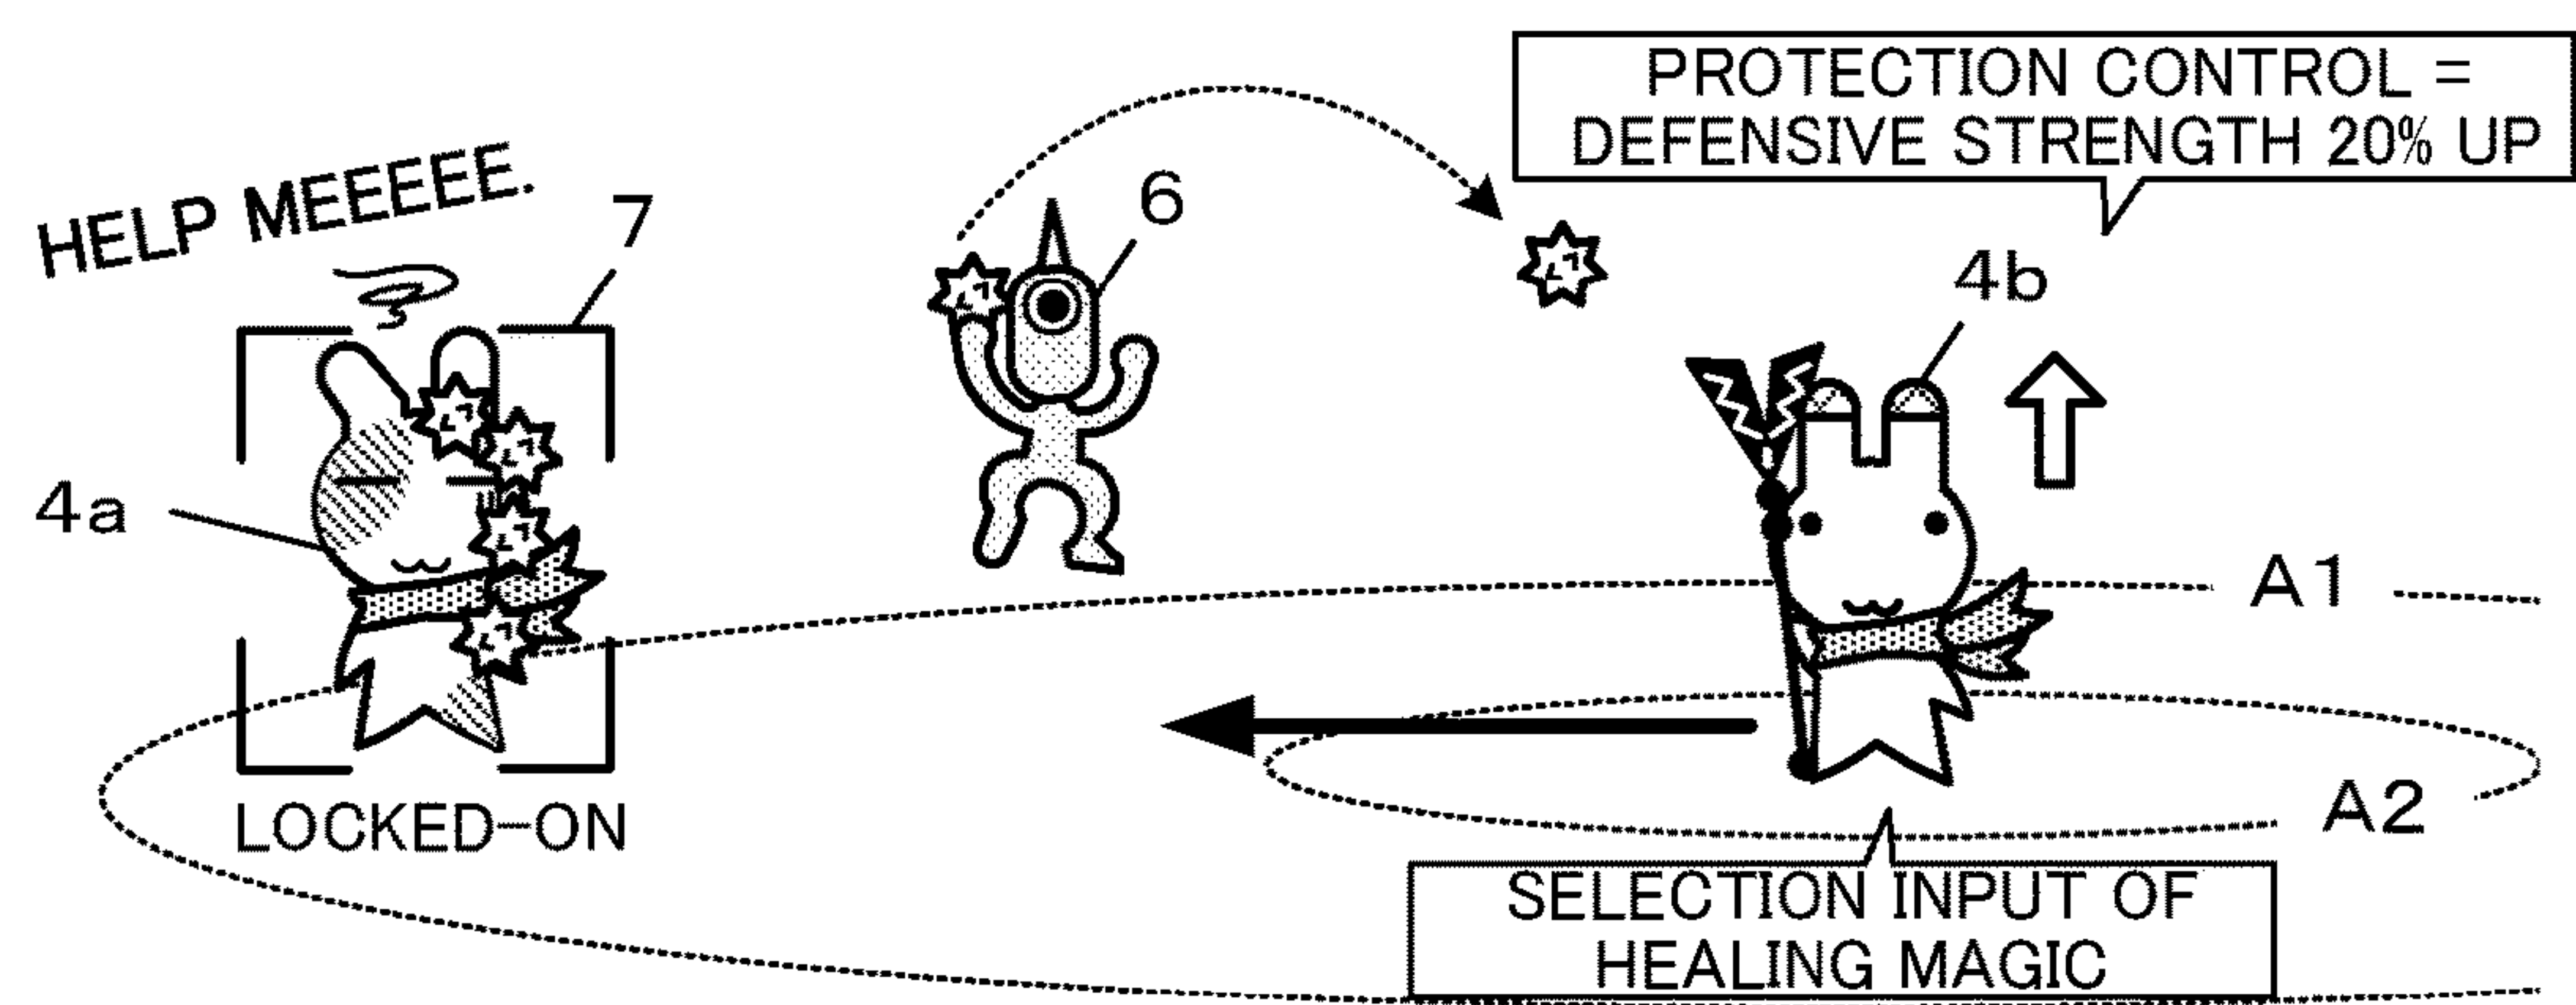 PROTECTION CONTROL =
DEFENSIVE STRENGTH 20% UP
HELP MEEEEE.
7
6
4b
4a
A1
A2
LOCKED-ON
SELECTION INPUT OF
HEALING MAGIC